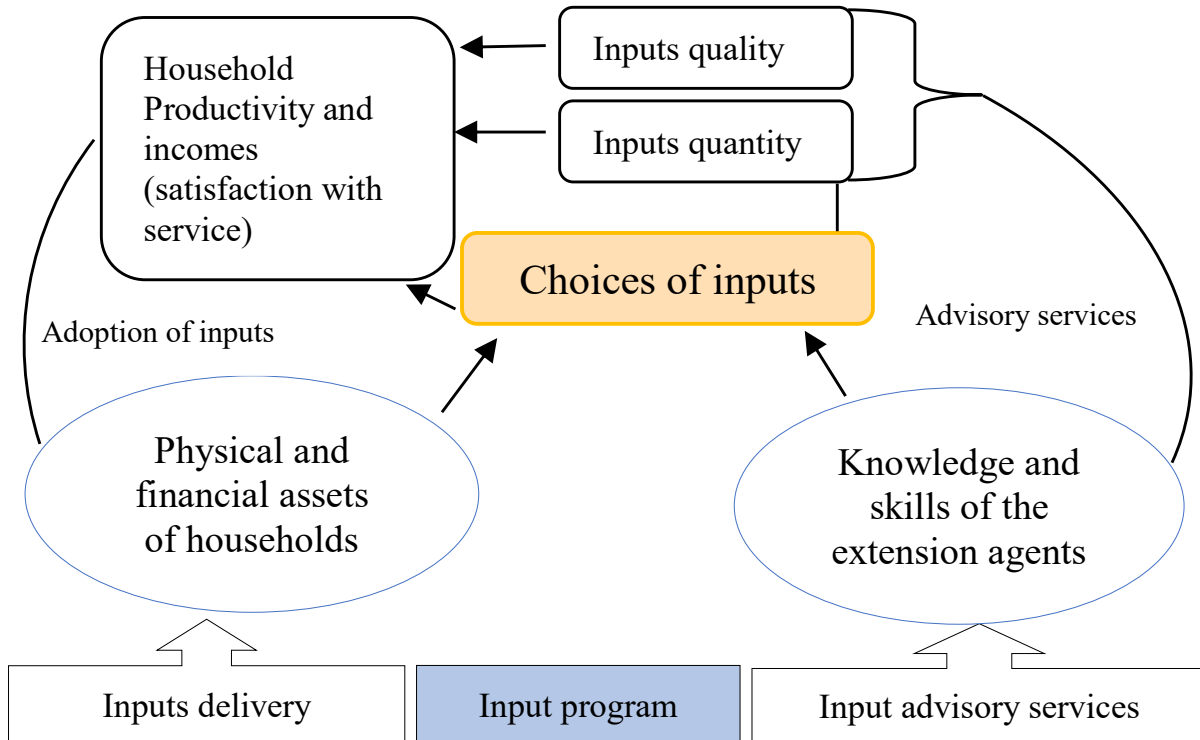 Household
Productivity and
incomes
(satisfaction with
service)
Inputs quality
Inputs quantity
Choices of inputs
Adoption of inputs
Advisory services
Physical and
financial assets
of households
Knowledge and
skills of the
extension agents
Inputs delivery
Input program
Input advisory services